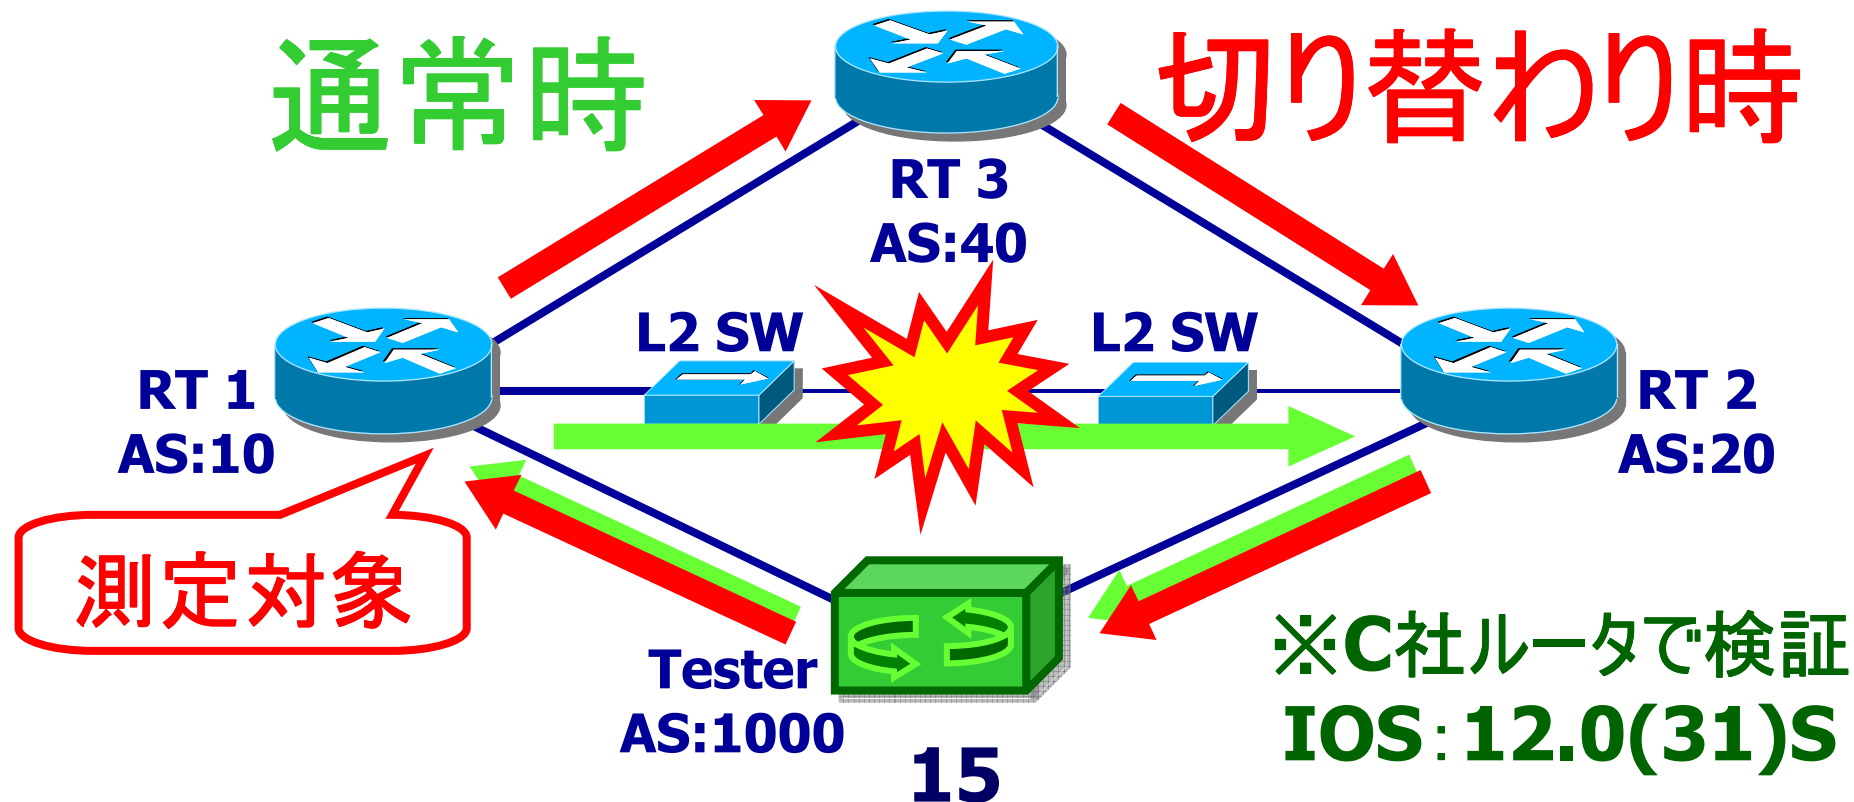 通常時
切り替わり時
RT 3
AS:40
L2 SW
L2 SW
RT 1
AS:10
RT 2
AS:20
測定対象
Tester
AS:1000
※C社ルータで検証
IOS：12.0(31)S
15